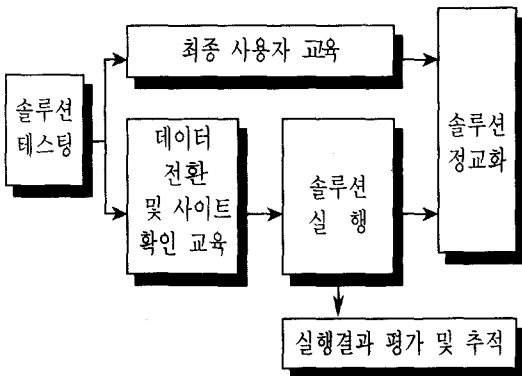 최종 사용자 교육
솔루션
테스팅
데이터
전환
및 사이트
확인 교육
솔루션
실 행
솔루션
정교화
실행결과 평가 및 추적